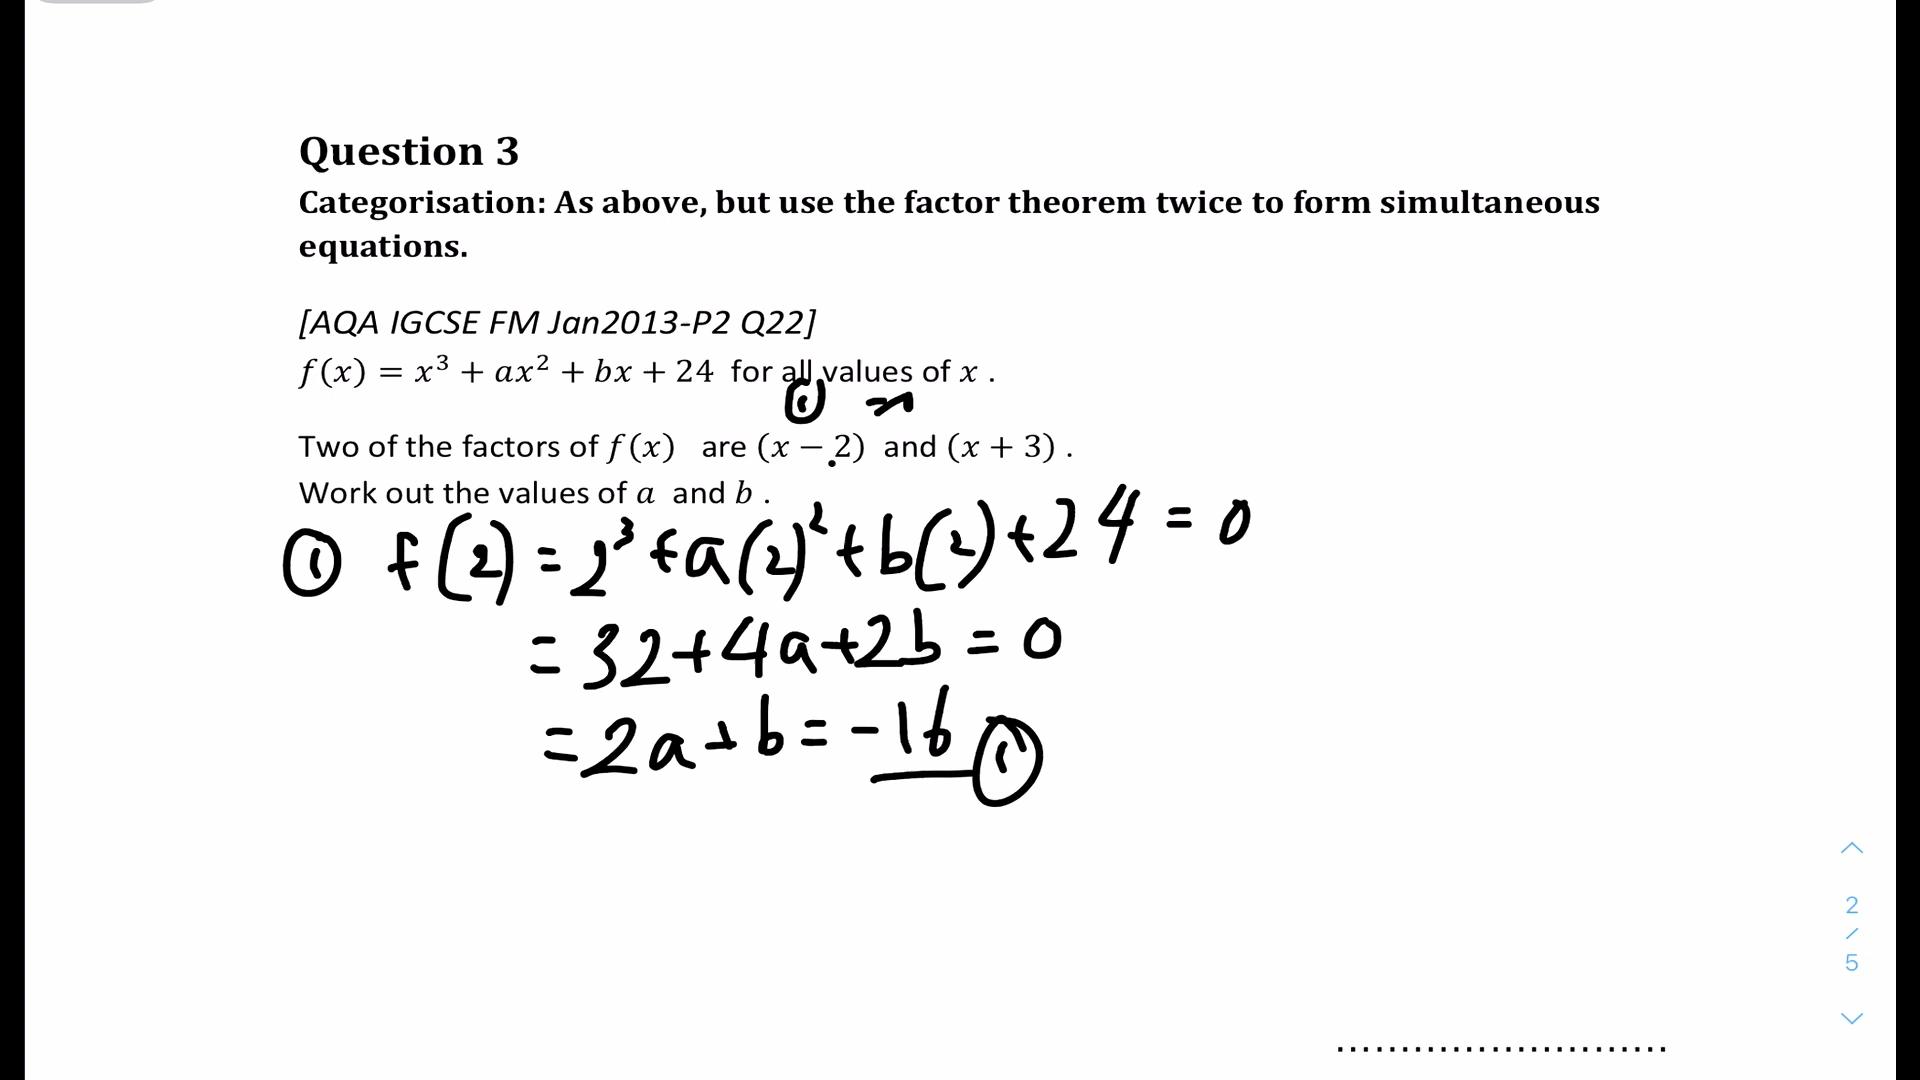 Question 3
Categorisation: As above, but use the factor theorem twice to form simultaneous
equations.
[AQA IGCSE FM Jan2013-P2 Q22]
f(x) = x³ + ax² + bx + 24 for all values of x .
①
Two of the factors of f(x) are (x − 2) and (x + 3) .
Work out the values of a and b .
① f(2) = 2³ + a(2)² + b(2) + 24 = 0
= 32 + 4a + 2b = 0
= 2a + b = -16 ①
2
/
5
..........................